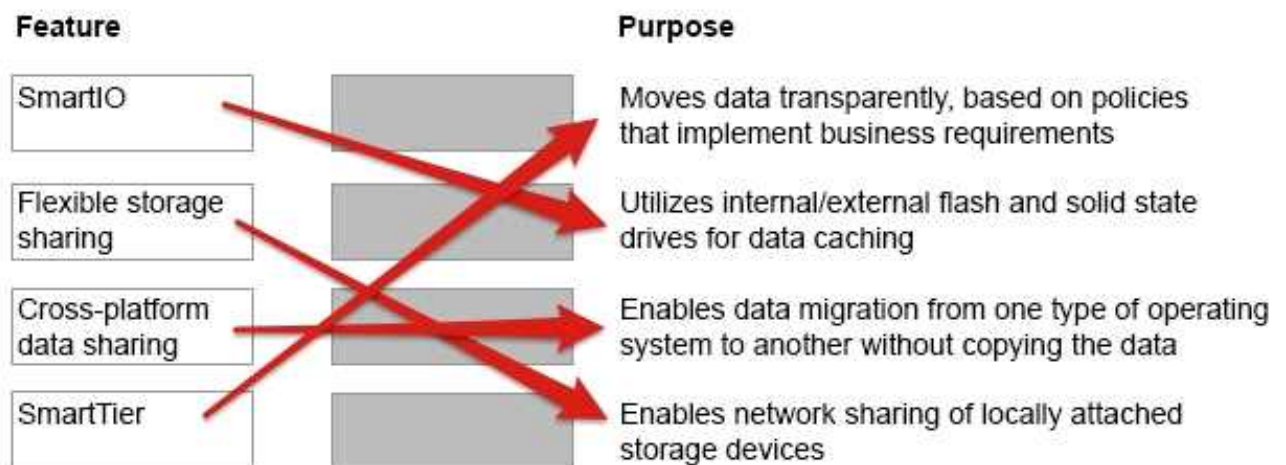 Feature
Purpose
SmartIO
Moves data transparently, based on policies
that implement business requirements
Flexible storage
sharing
Utilizes internal/external flash and solid state
drives for data caching
Cross-platform
data sharing
Enables data migration from one type of operating
system to another without copying the data
SmartTier
Enables network sharing of locally attached
storage devices